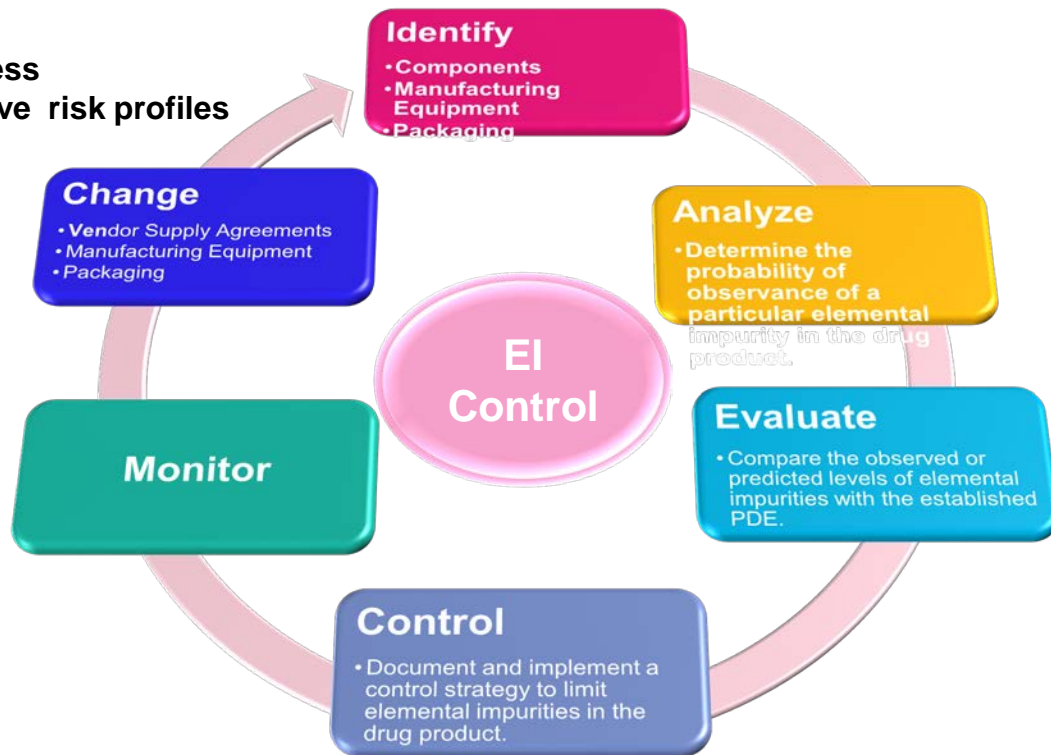 ess
ve risk profiles
Identify
• Components
• Manufacturing
Equipment
• Packaging
Analyze
• Determine the
probability of
observance of a
particular elemental
impurity in the drug
product.
Evaluate
• Compare the observed or
predicted levels of elemental
impurities with the established
PDE.
Control
• Document and implement a
control strategy to limit
elemental impurities in the
drug product.
Monitor
Change
• Vendor Supply Agreements
• Manufacturing Equipment
• Packaging
EI
Control